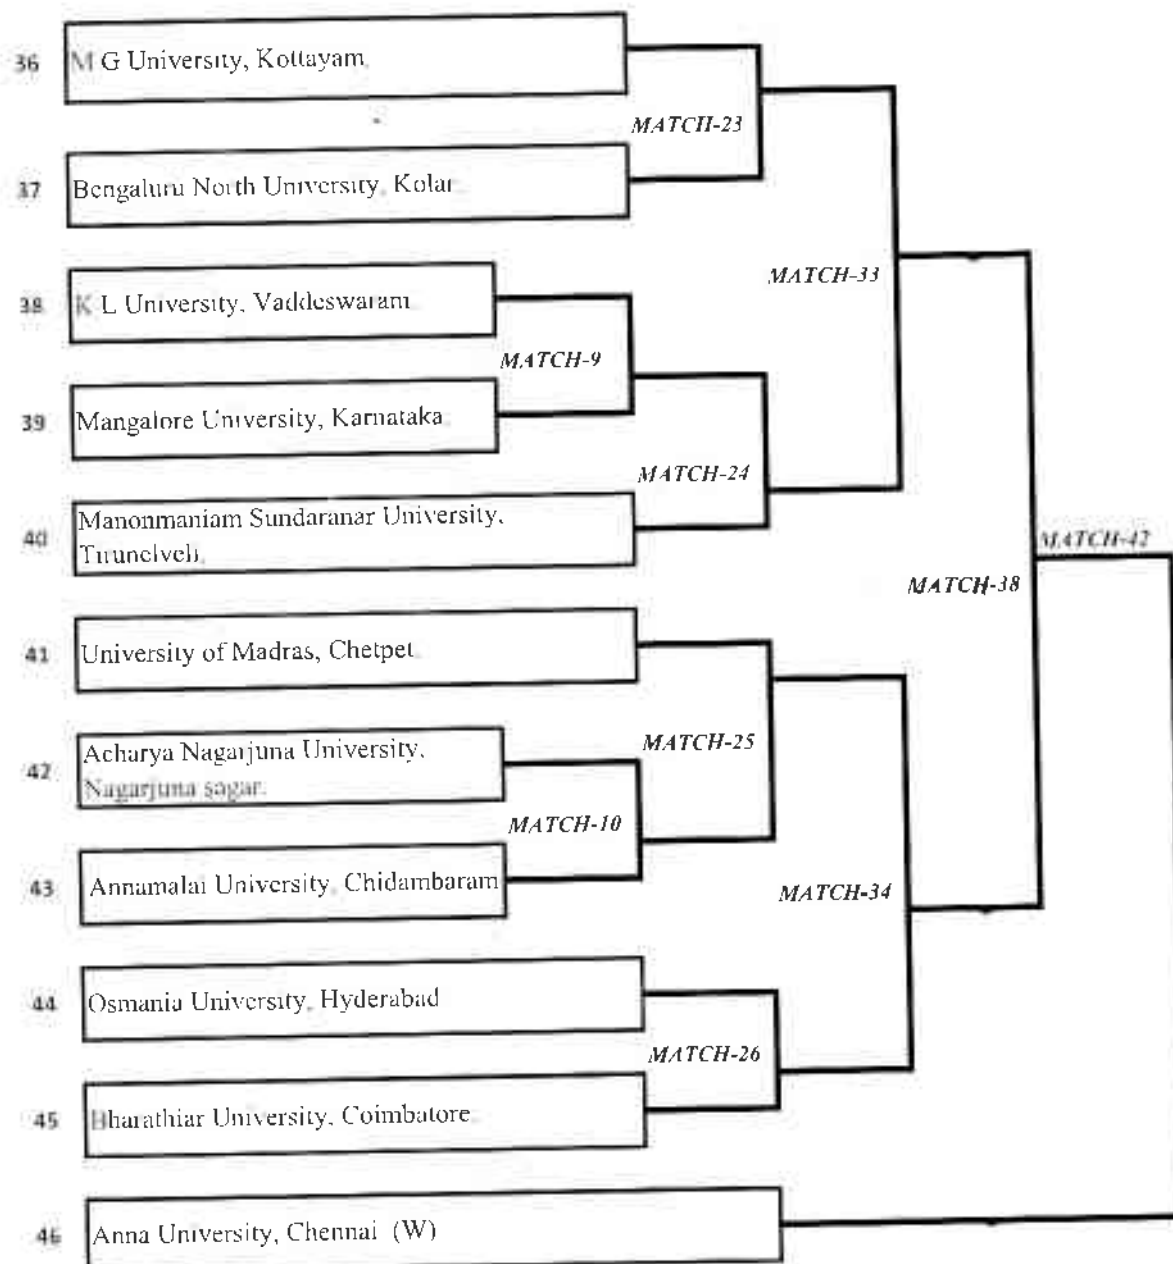 36 M G University, Kottayam.
MATCH-23
37 Bengaluru North University, Kolar
MATCH-33
38 K L University, Vaddeswaram
MATCH-9
39 Mangalore University, Karnataka.
MATCH-24
40 Manonmaniam Sundaranar University,
Tirunelveli.
MATCH-42
MATCH-38
41 University of Madras, Chetpet
MATCH-25
42 Acharya Nagarjuna University,
Nagarjuna sagar.
MATCH-10
43 Annamalai University, Chidambaram
MATCH-34
44 Osmania University, Hyderabad
MATCH-26
45 Bharathiar University, Coimbatore
46 Anna University, Chennai (W)